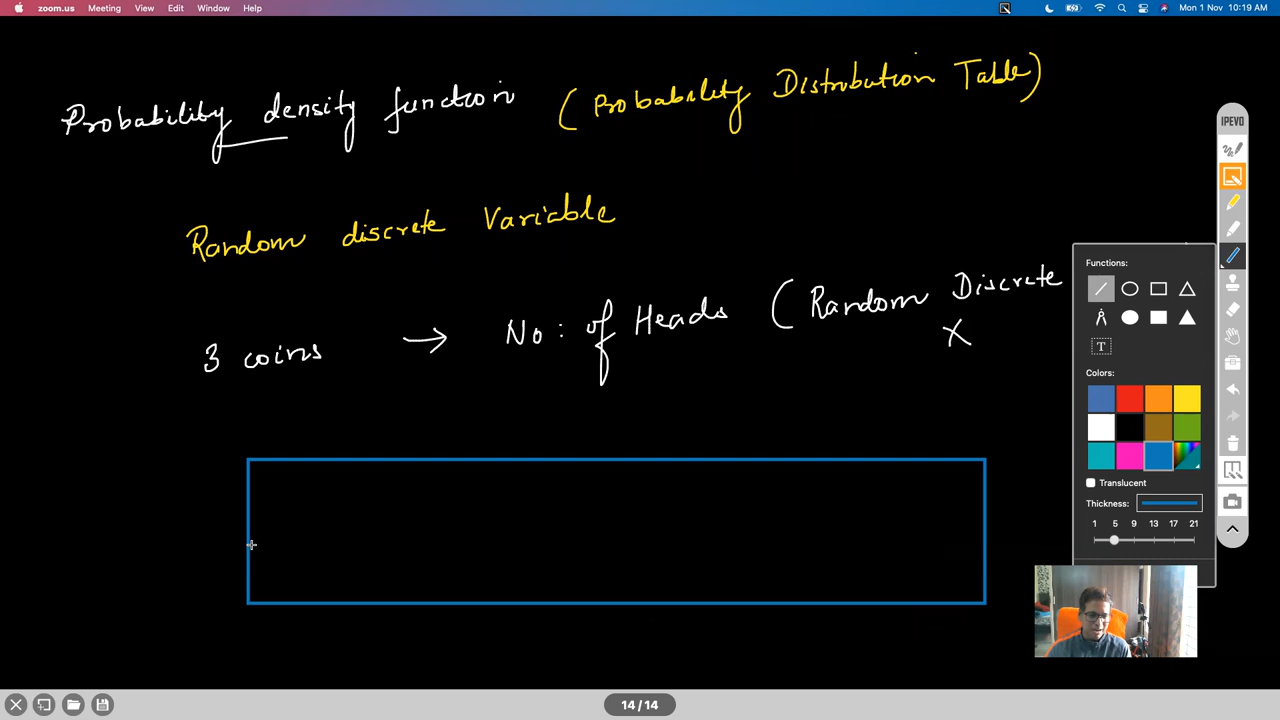 zoom.us Meeting View Edit Window Help Mon 1 Nov 10:19 AM
Probability density function (Probability Distribution Table)
Random discrete Variable
3 coins → No: of Heads (Random Discrete
X
IPEVO
Functions:
T
Colors:
Translucent
Thickness:
1 5 9 13 17 21
14 / 14